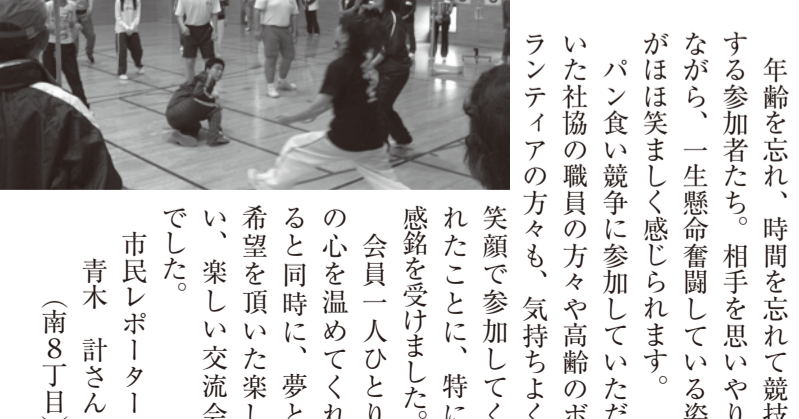 年齢を忘れ、時間を忘れて競技
する参加者たち。相手を思いやり
ながら、一生懸命奮闘している姿
がほほ笑ましく感じられます。
パン食い競争に参加していただ
いた社協の職員の方々や高齢のボ
ランティアの方々も、気持ちよく
笑顔で参加してく
れたことに、特に
感銘を受けました。
会員一人ひとり
の心を温めてくれ
ると同時に、夢と
希望を頂いた楽し
い、楽しい交流会
でした。
市民レポーター
青木 計さん
（南８丁目）